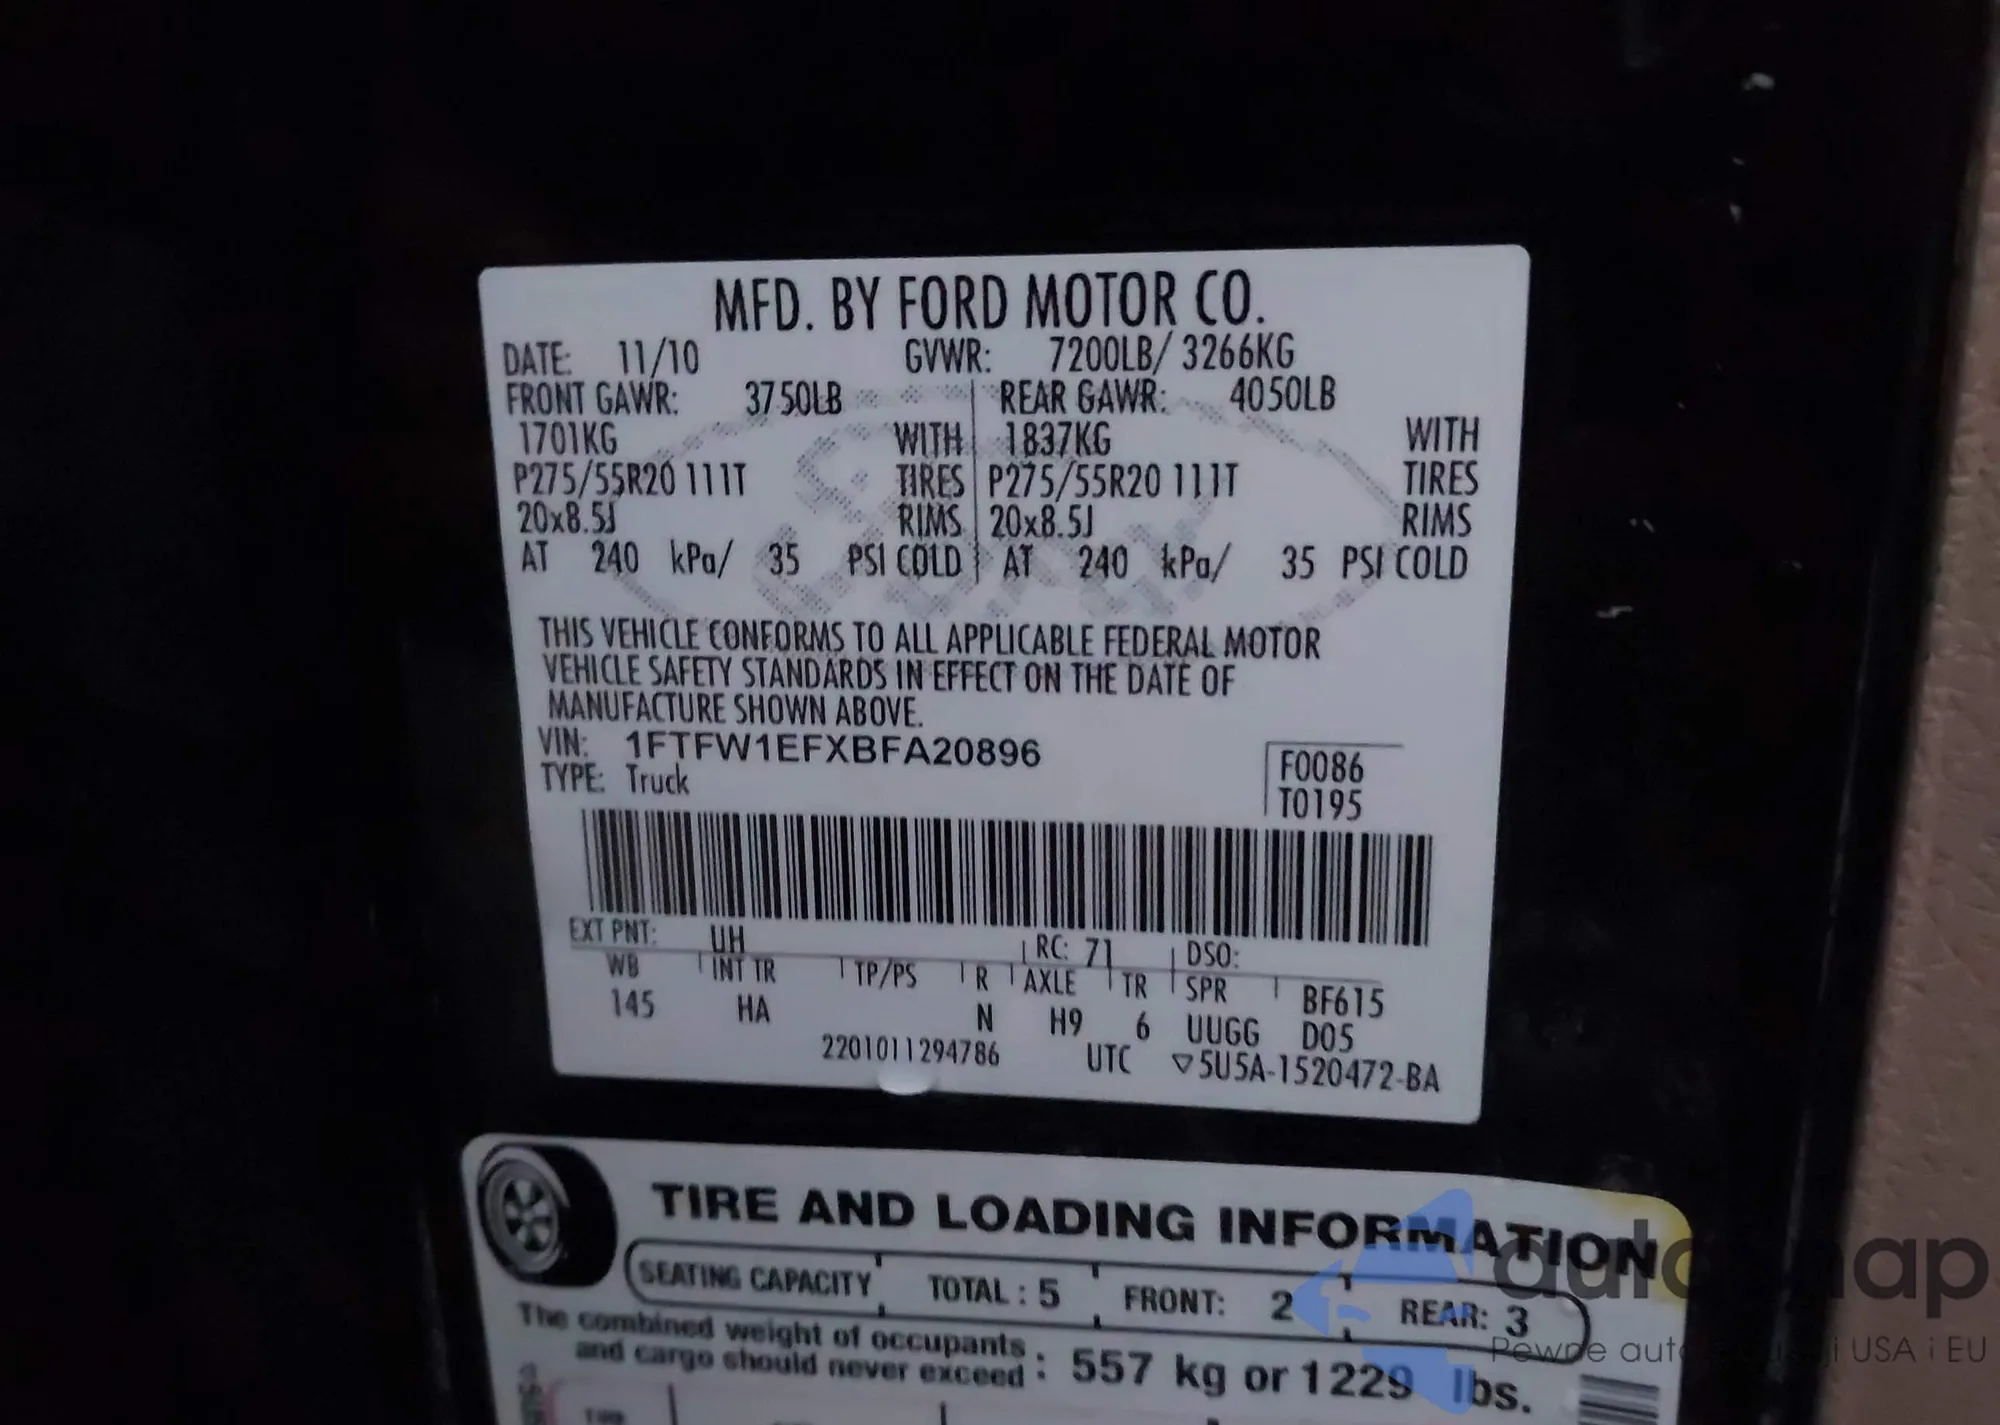 MFD. BY FORD MOTOR CO.
DATE: 11/10 GVWR: 7200LB/ 3266KG
FRONT GAWR: 3750LB REAR GAWR: 4050LB
1701KG WITH 1837KG WITH
P275/55R20 111T TIRES P275/55R20 111T TIRES
20x8.5J RIMS 20x8.5J RIMS
AT 240 kPa/ 35 PSI COLD AT 240 kPa/ 35 PSI COLD
THIS VEHICLE CONFORMS TO ALL APPLICABLE FEDERAL MOTOR
VEHICLE SAFETY STANDARDS IN EFFECT ON THE DATE OF
MANUFACTURE SHOWN ABOVE.
VIN: 1FTFW1EFXBFA20896
TYPE: Truck
F0086
T0195
EXT PNT: UH RC: 71 DSO:
WB INT TR TP/PS R AXLE TR SPR BF615
145 HA N H9 6 UUGG D05
2201011294786 UTC ▽5U5A-1520472-BA
TIRE AND LOADING INFORMATION
SEATING CAPACITY TOTAL : 5 FRONT: 2 REAR: 3
The combined weight of occupants
and cargo should never exceed : 557 kg or 1229 lbs.
Pewne USA i EU